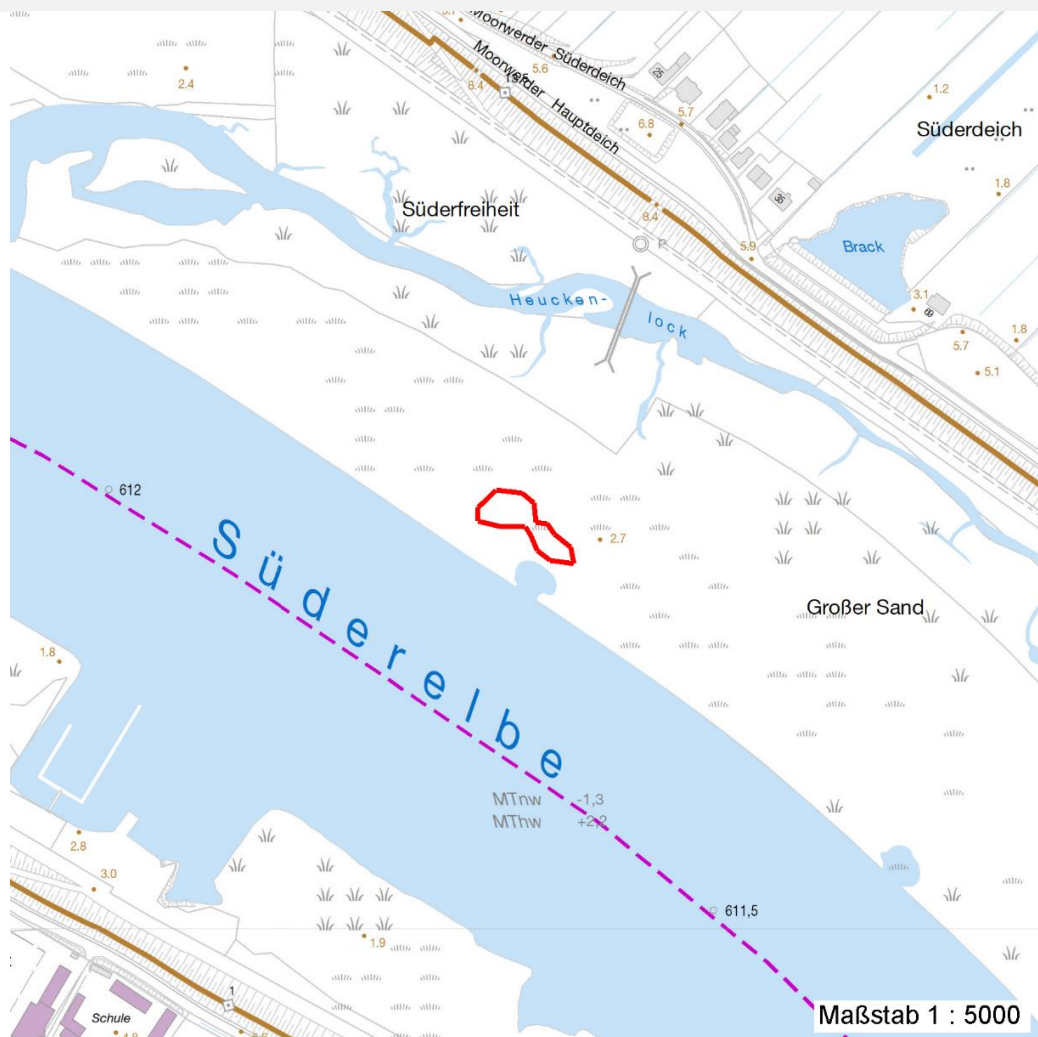 Moorwerder Süderdeich
Moorwerder Hauptdeich
5.6
25
8.4
2.4
1.2
5.7
6.8
Süderdeich
35
1.8
Süderfreiheit
8.4
P
5.9
Brack
Heucken-
lock
3.1
69
5.7
1.8
5.1
612
2.7
Süderelbe
Großer Sand
1.8
MTnw -1,3
MThw +2,2
2.8
3.0
611,5
1.9
1
Schule
Maßstab 1 : 5000